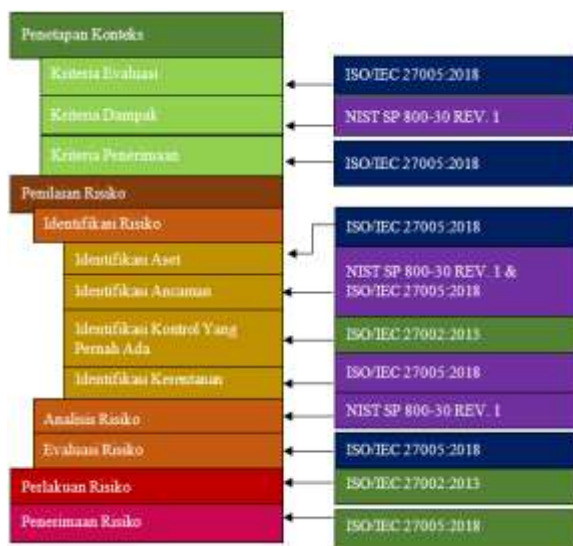 Penetapan Konteks
Kriteria Evaluasi
ISO/IEC 27005:2018
Kriteria Dampak
NIST SP 800-30 REV. 1
Kriteria Penerimaan
ISO/IEC 27005:2018
Penilaian Risiko
Identifikasi Risiko
ISO/IEC 27005:2018
Identifikasi Aset
Identifikasi Ancaman
NIST SP 800-30 REV. 1 &
ISO/IEC 27005:2018
Identifikasi Kontrol Yang
Pernah Ada
ISO/IEC 27002:2013
Identifikasi Kerentanan
ISO/IEC 27005:2018
Analisis Risiko
NIST SP 800-30 REV. 1
Evaluasi Risiko
ISO/IEC 27005:2018
Perlakuan Risiko
ISO/IEC 27002:2013
Penerimaan Risiko
ISO/IEC 27005:2018